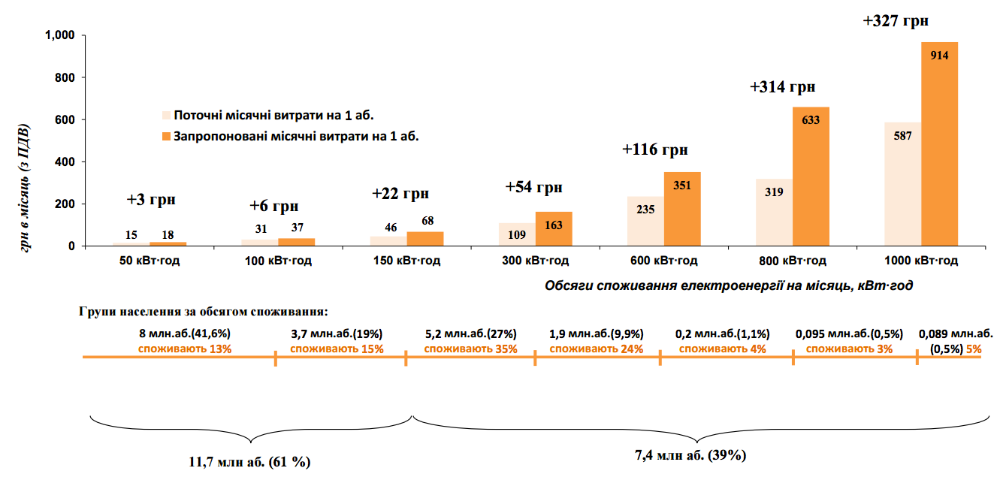 +327 грн
1,000
914
800
+314 грн
Поточні місячні витрати на 1 аб.
600
633
587
Запропоновані місячні витрати на 1 аб.
грн в місяць (з ПДВ)
+116 грн
400
351
+54 грн
319
+22 грн
+3 грн
200
+6 грн
235
163
109
15
18
31
37
46
68
0
50 кВт·год
100 кВт·год
150 кВт·год
300 кВт·год
600 кВт·год
800 кВт·год
1000 кВт·год
Обсяги споживання електроенергії на місяць, кВт·год
Групи населення за обсягом споживання:
8 млн.аб.(41,6%)
споживають 13%
3,7 млн.аб.(19%)
споживають 15%
5,2 млн.аб.(27%)
споживають 35%
1,9 млн.аб.(9,9%)
споживають 24%
0,2 млн.аб.(1,1%)
споживають 4%
0,095 млн.аб.(0,5%)
споживають 3%
0,089 млн.аб.
(0,5%) 5%
11,7 млн аб. (61 %)
7,4 млн аб. (39%)